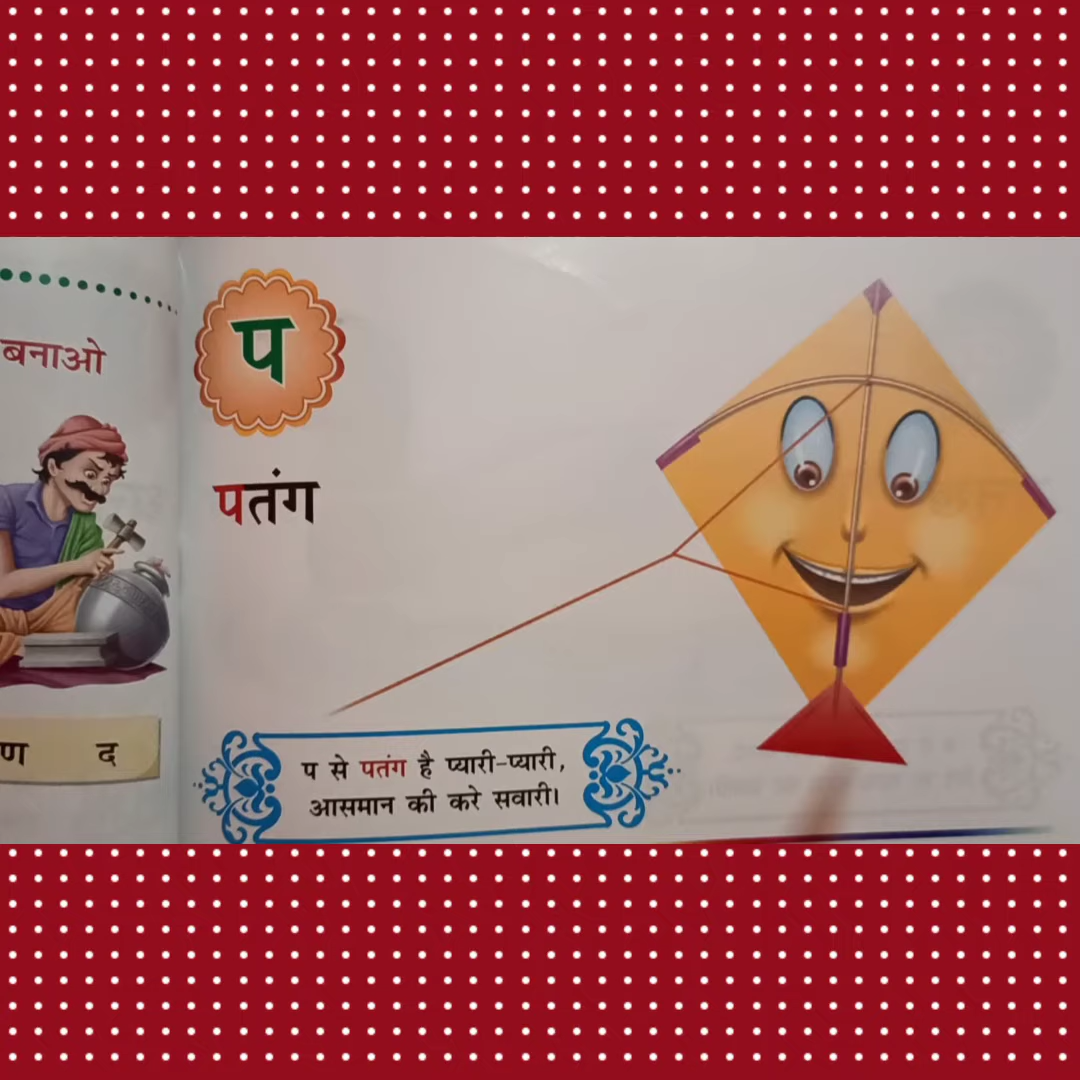 बनाओ
ण द
प
पतंग
प से पतंग है प्यारी-प्यारी,
आसमान की करे सवारी।